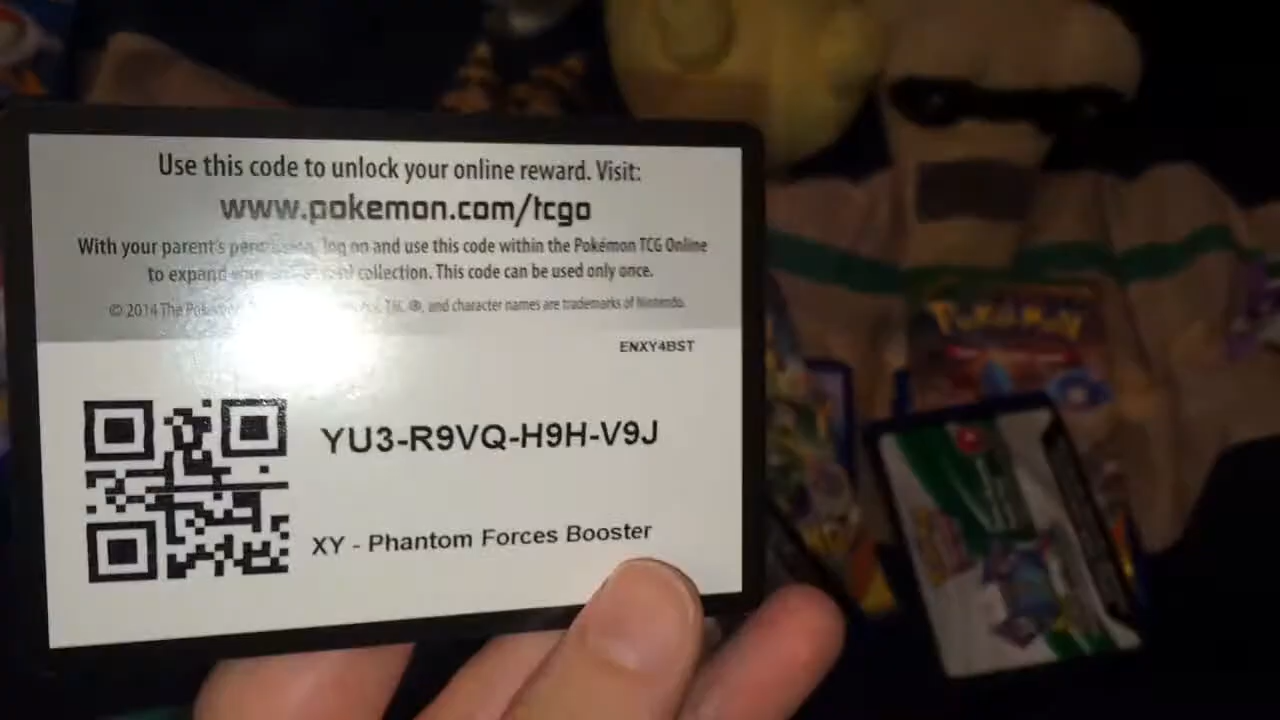 Use this code to unlock your online reward. Visit:
www.pokemon.com/tcgo
With your parent's log on and use this code within the Pokémon TCG Online
to expand collection. This code can be used only once.
© 2014 The ®, and character names are trademarks of Nintendo.
ENXY4BST
YU3-R9VQ-H9H-V9J
XY - Phantom Forces Booster
POKéMON